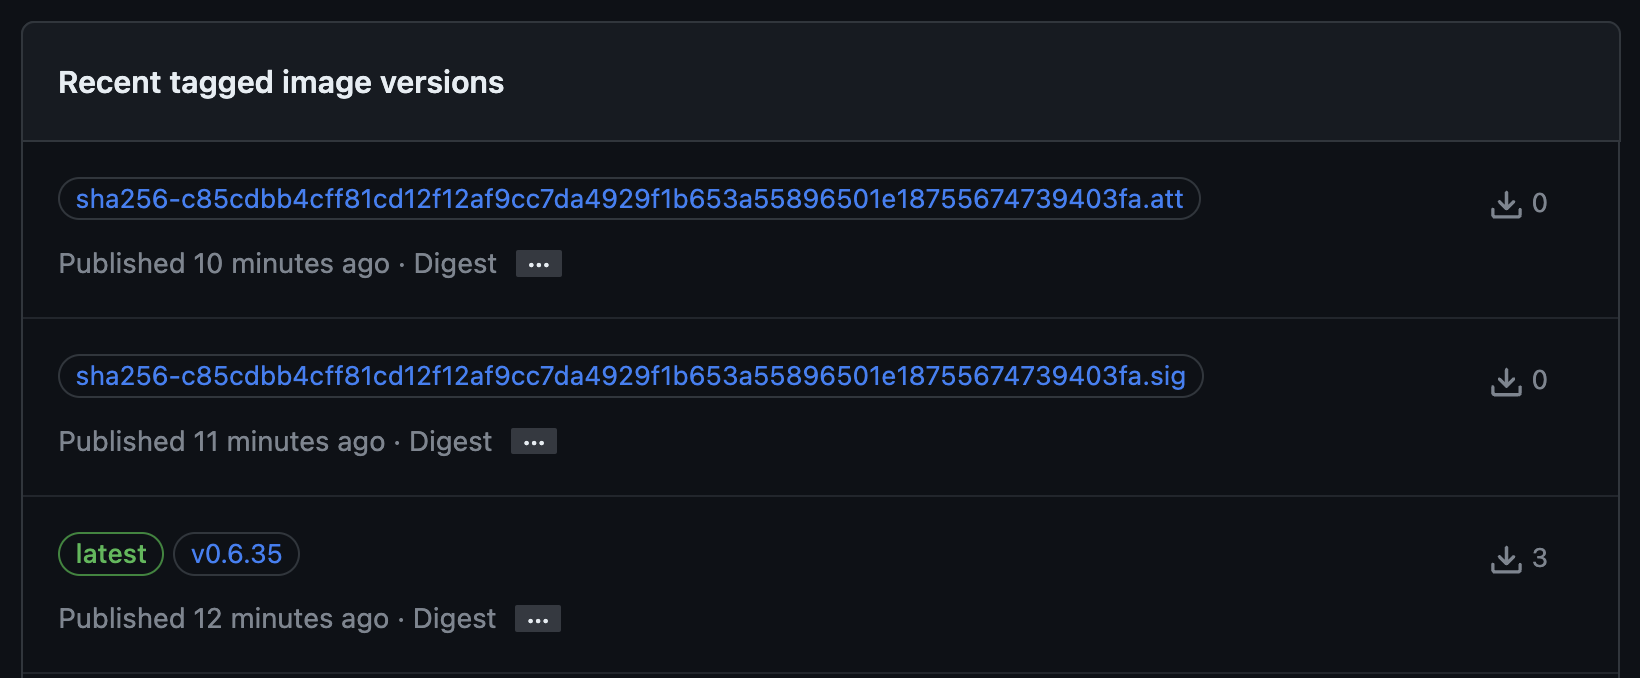 Recent tagged image versions
sha256-c85cdbb4cff81cd12f12af9cc7da4929f1b653a55896501e18755674739403fa.att
0
Published 10 minutes ago · Digest ...
sha256-c85cdbb4cff81cd12f12af9cc7da4929f1b653a55896501e18755674739403fa.sig
0
Published 11 minutes ago · Digest ...
latest v0.6.35
3
Published 12 minutes ago · Digest ...